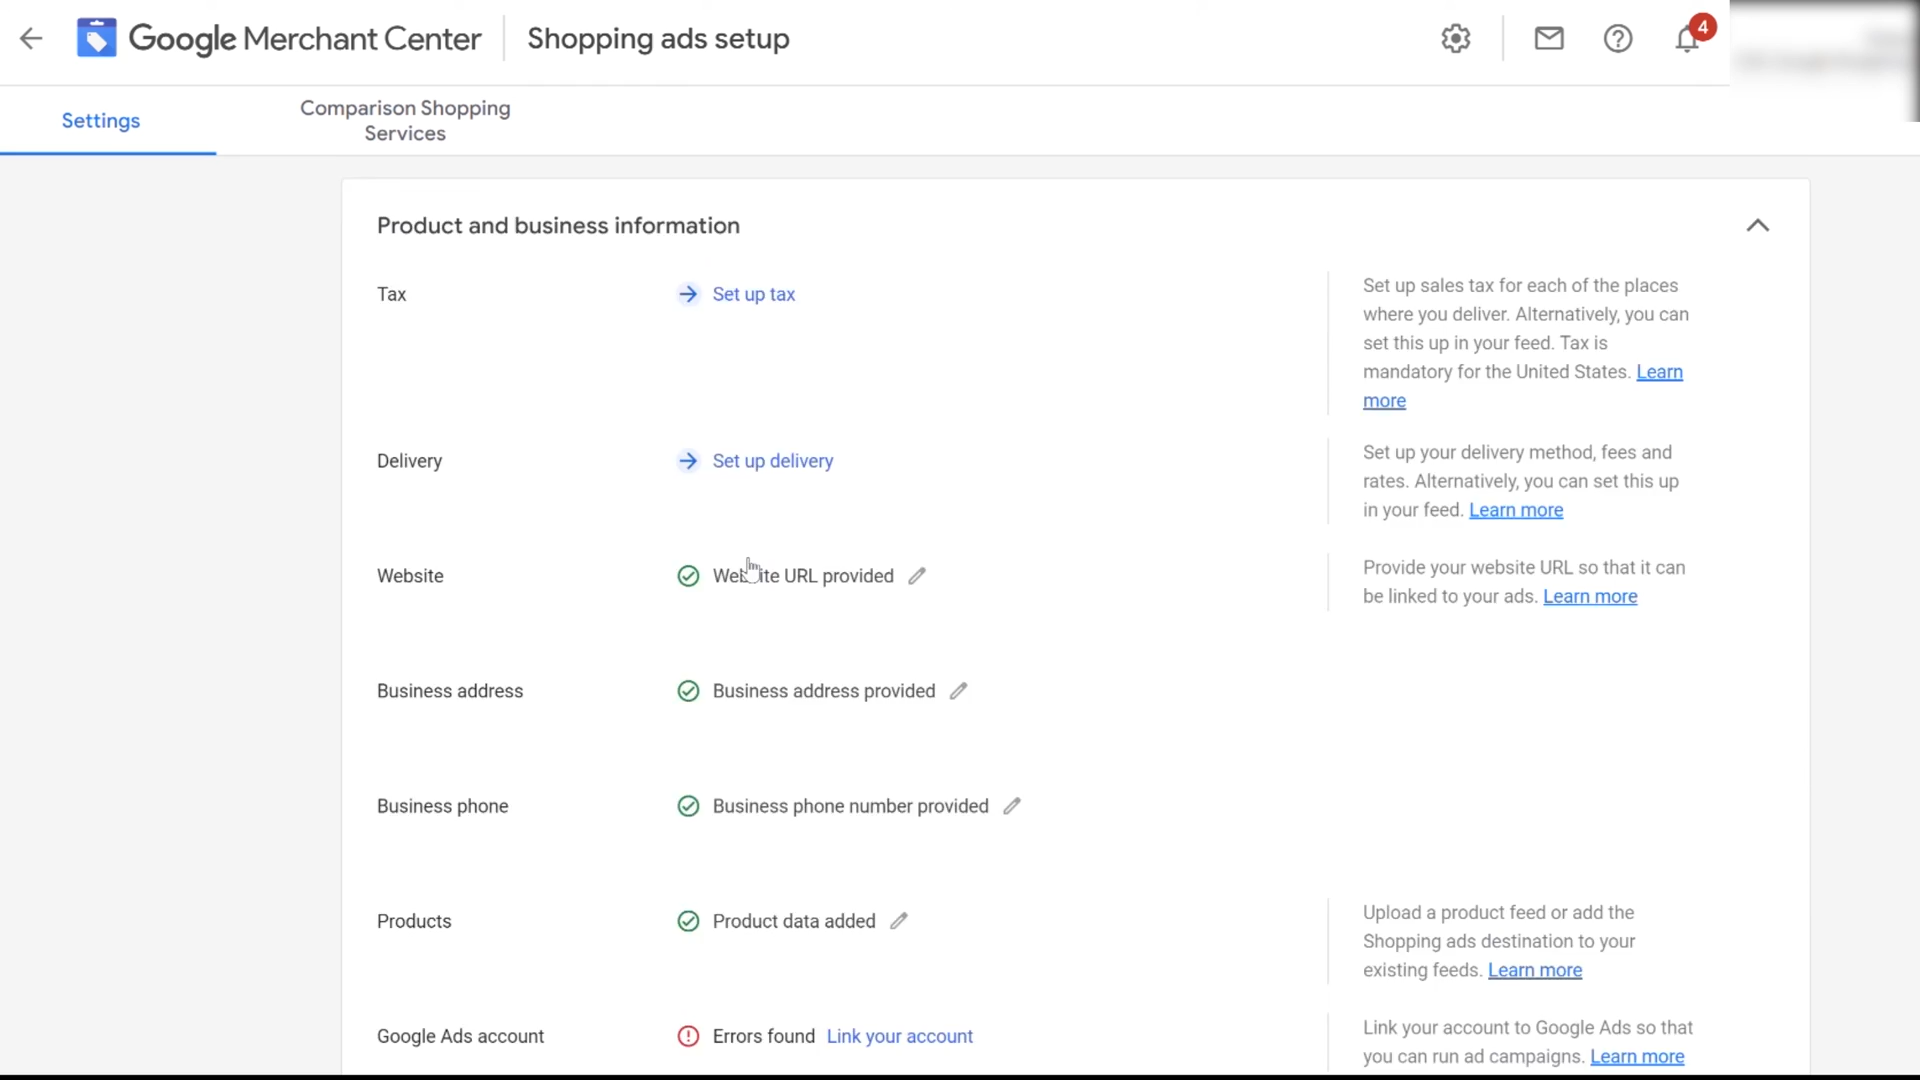 Google Merchant Center
Shopping ads setup
4
Settings
Comparison Shopping
Services
Product and business information
Tax
Set up tax
Set up sales tax for each of the places
where you deliver. Alternatively, you can
set this up in your feed. Tax is
mandatory for the United States. Learn
more
Delivery
Set up delivery
Set up your delivery method, fees and
rates. Alternatively, you can set this up
in your feed. Learn more
Website
Website URL provided
Provide your website URL so that it can
be linked to your ads. Learn more
Business address
Business address provided
Business phone
Business phone number provided
Products
Product data added
Upload a product feed or add the
Shopping ads destination to your
existing feeds. Learn more
Google Ads account
Errors found Link your account
Link your account to Google Ads so that
you can run ad campaigns. Learn more